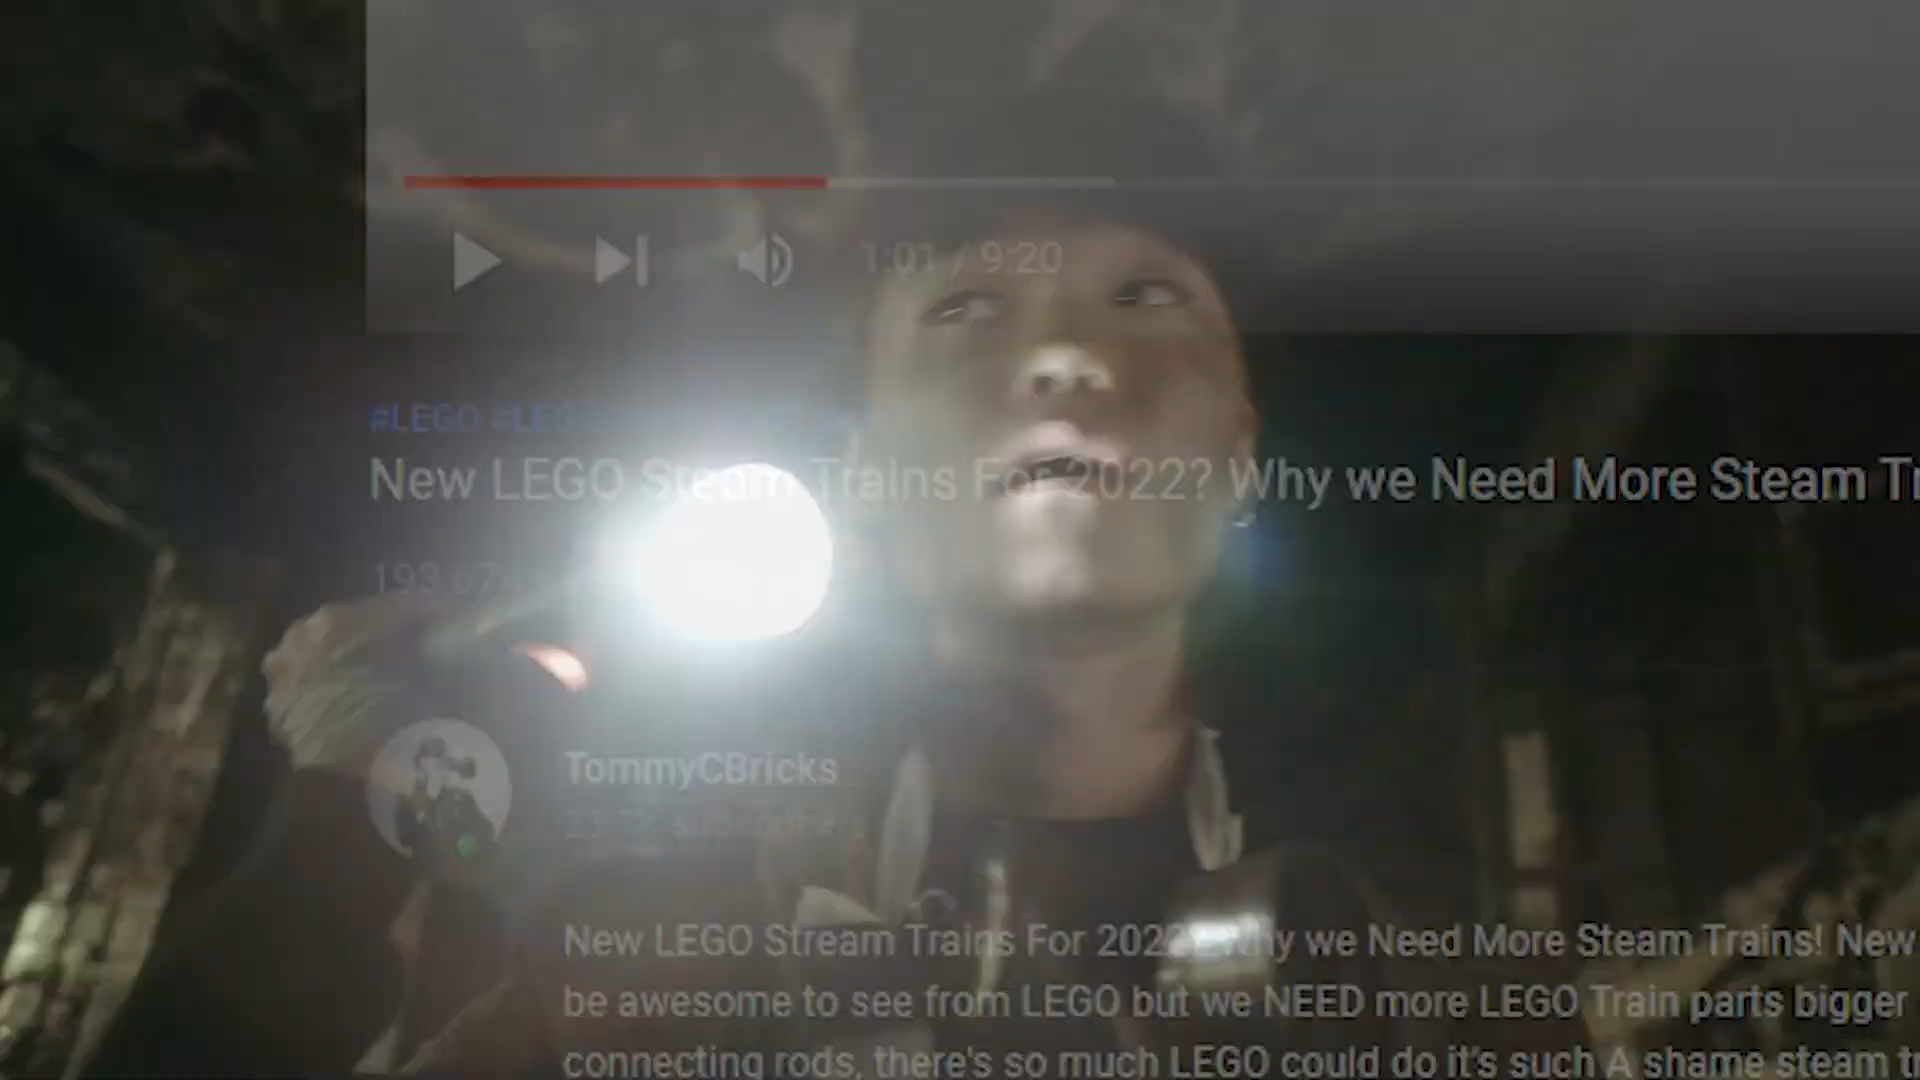 1:01 / 9:20
#LEGO
New LEGO Steam Trains For 2022? Why we Need More Steam
TommyCBricks
New LEGO Stream Trains For Why we Need More Steam Trains! New
be awesome to see from LEGO but we NEED more LEGO Train parts bigger
connecting rods, there's so much LEGO could do it's such A shame steam